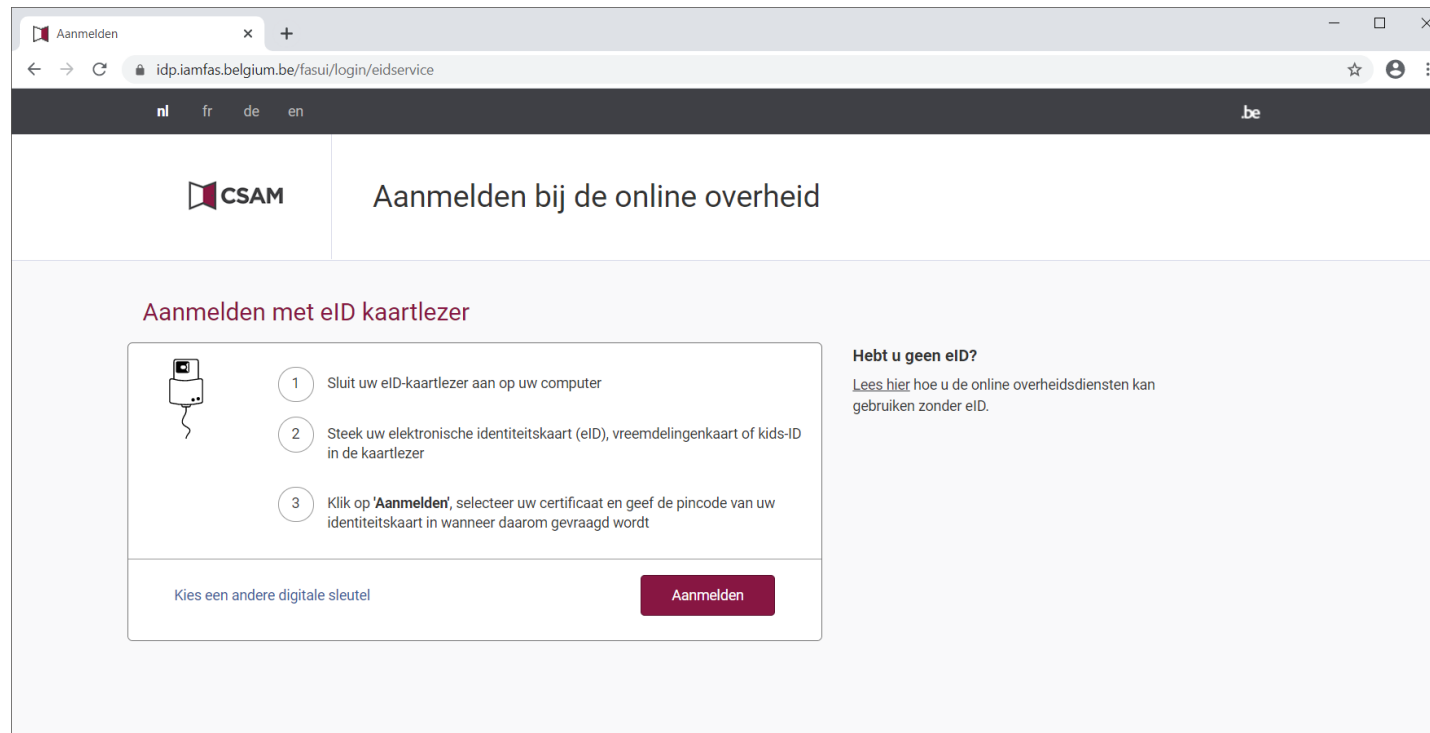 Aanmelden
idp.iamfas.belgium.be/fasui/login/eidservice
nl fr de en
.be
CSAM
Aanmelden bij de online overheid
Aanmelden met eID kaartlezer
1 Sluit uw eID-kaartlezer aan op uw computer
2 Steek uw elektronische identiteitskaart (eID), vreemdelingenkaart of kids-ID
in de kaartlezer
3 Klik op 'Aanmelden', selecteer uw certificaat en geef de pincode van uw
identiteitskaart in wanneer daarom gevraagd wordt
Kies een andere digitale sleutel
Aanmelden
Hebt u geen eID?
Lees hier hoe u de online overheidsdiensten kan
gebruiken zonder eID.